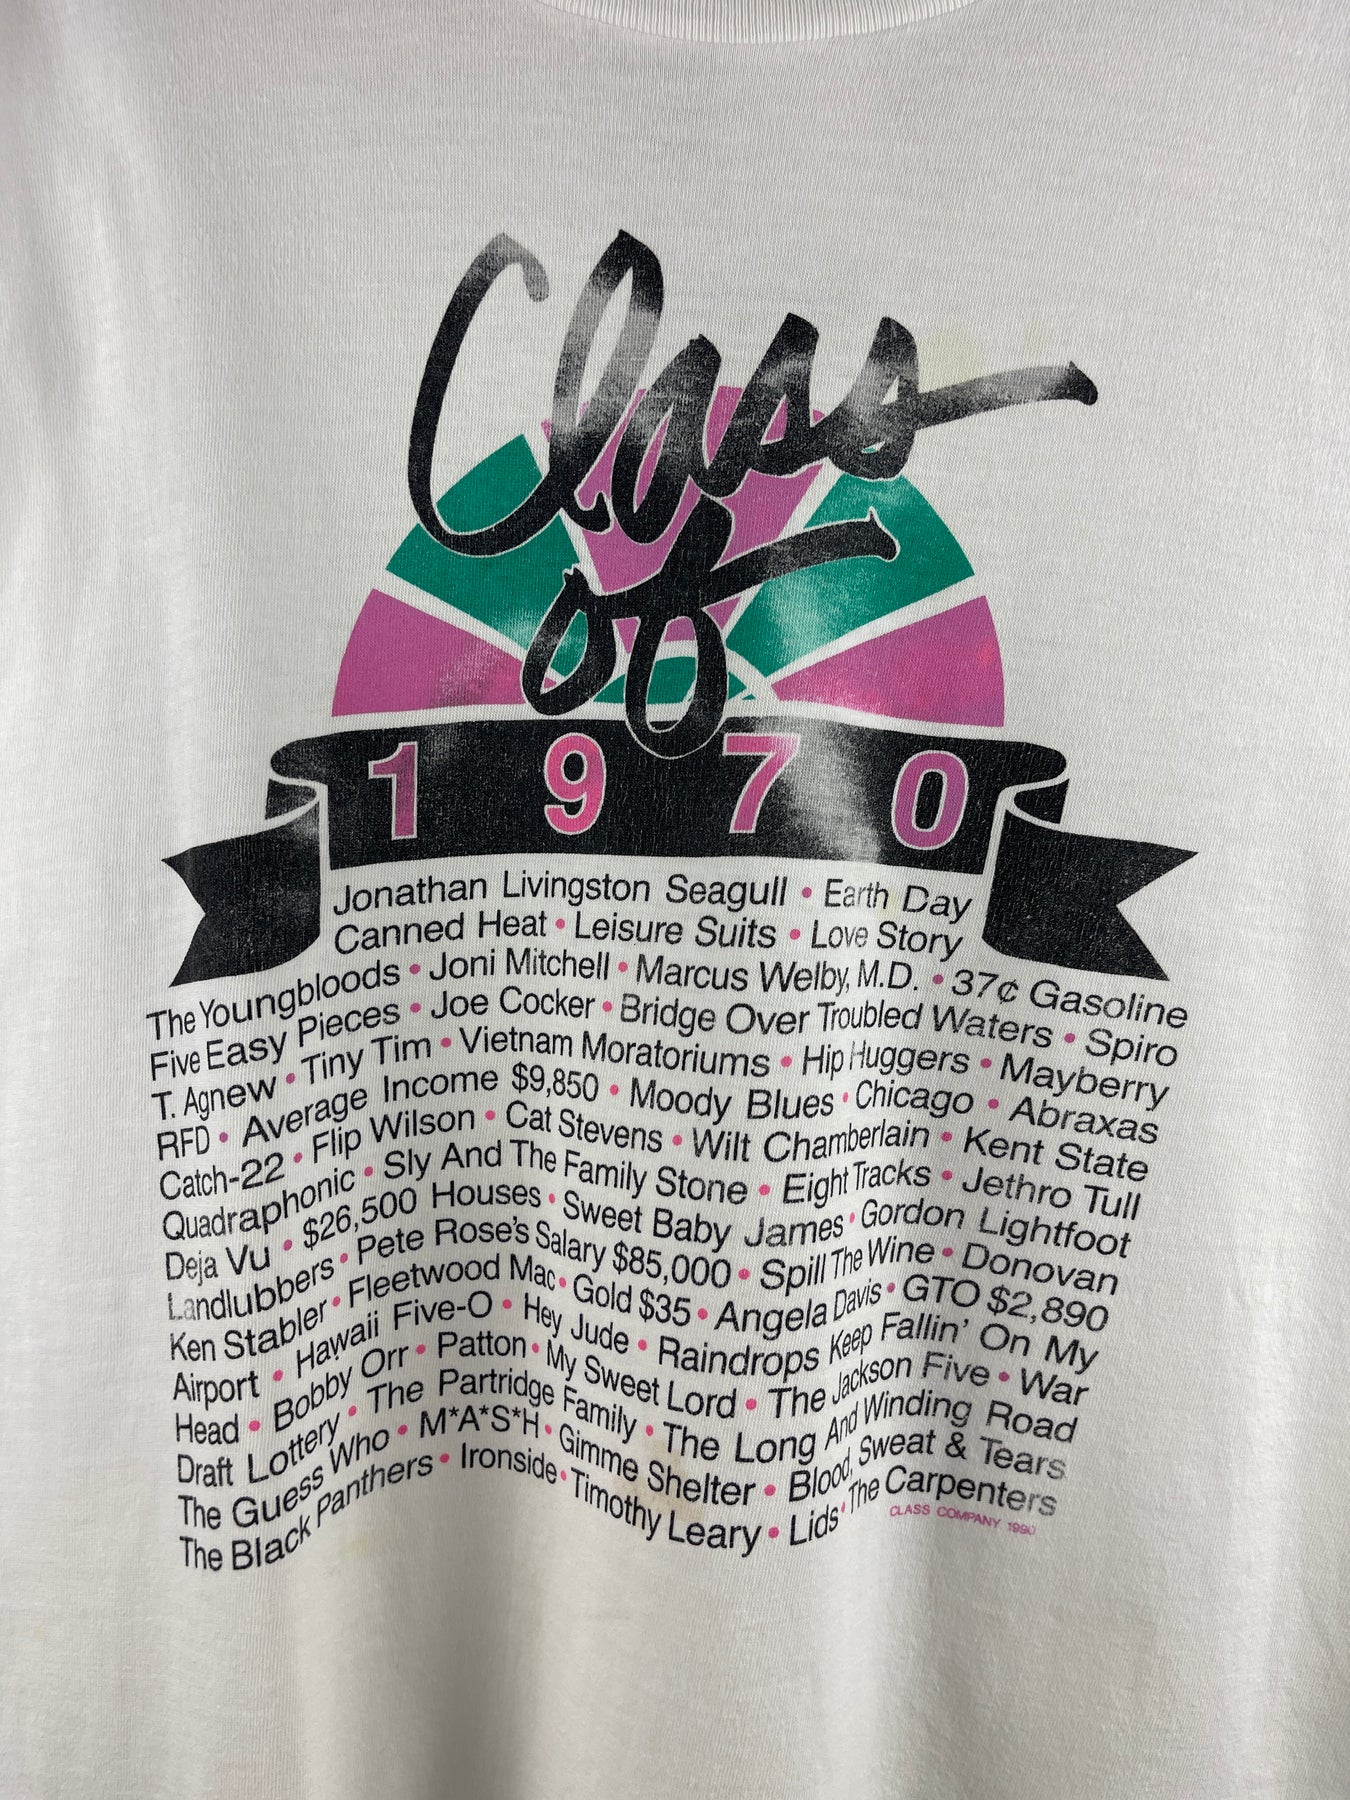 Class
of
1970
Jonathan Livingston Seagull • Earth Day
Canned Heat • Leisure Suits • Love Story
The Youngbloods • Joni Mitchell • Marcus Welby, M.D. • 37¢ Gasoline
Five Easy Pieces • Joe Cocker • Bridge Over Troubled Waters • Spiro
T. Agnew • Tiny Tim • Vietnam Moratoriums • Hip Huggers • Mayberry
RFD • Average Income $9,850 • Moody Blues • Chicago • Abraxas
Catch-22 • Flip Wilson • Cat Stevens • Wilt Chamberlain • Kent State
Quadraphonic • Sly And The Family Stone • Eight Tracks • Jethro Tull
Deja Vu • $26,500 Houses • Sweet Baby James • Gordon Lightfoot
Landlubbers • Pete Rose's Salary $85,000 • Spill The Wine • Donovan
Ken Stabler • Fleetwood Mac • Gold $35 • Angela Davis • GTO $2,890
Airport • Hawaii Five-O • Hey Jude • Raindrops Keep Fallin' On My
Head • Bobby Orr • Patton • My Sweet Lord • The Jackson Five • War
Draft Lottery • The Partridge Family • The Long And Winding Road
The Guess Who • M*A*S*H • Gimme Shelter • Blood, Sweat & Tears
The Black Panthers • Ironside • Timothy Leary • Lids • The Carpenters
CLASS COMPANY 1990